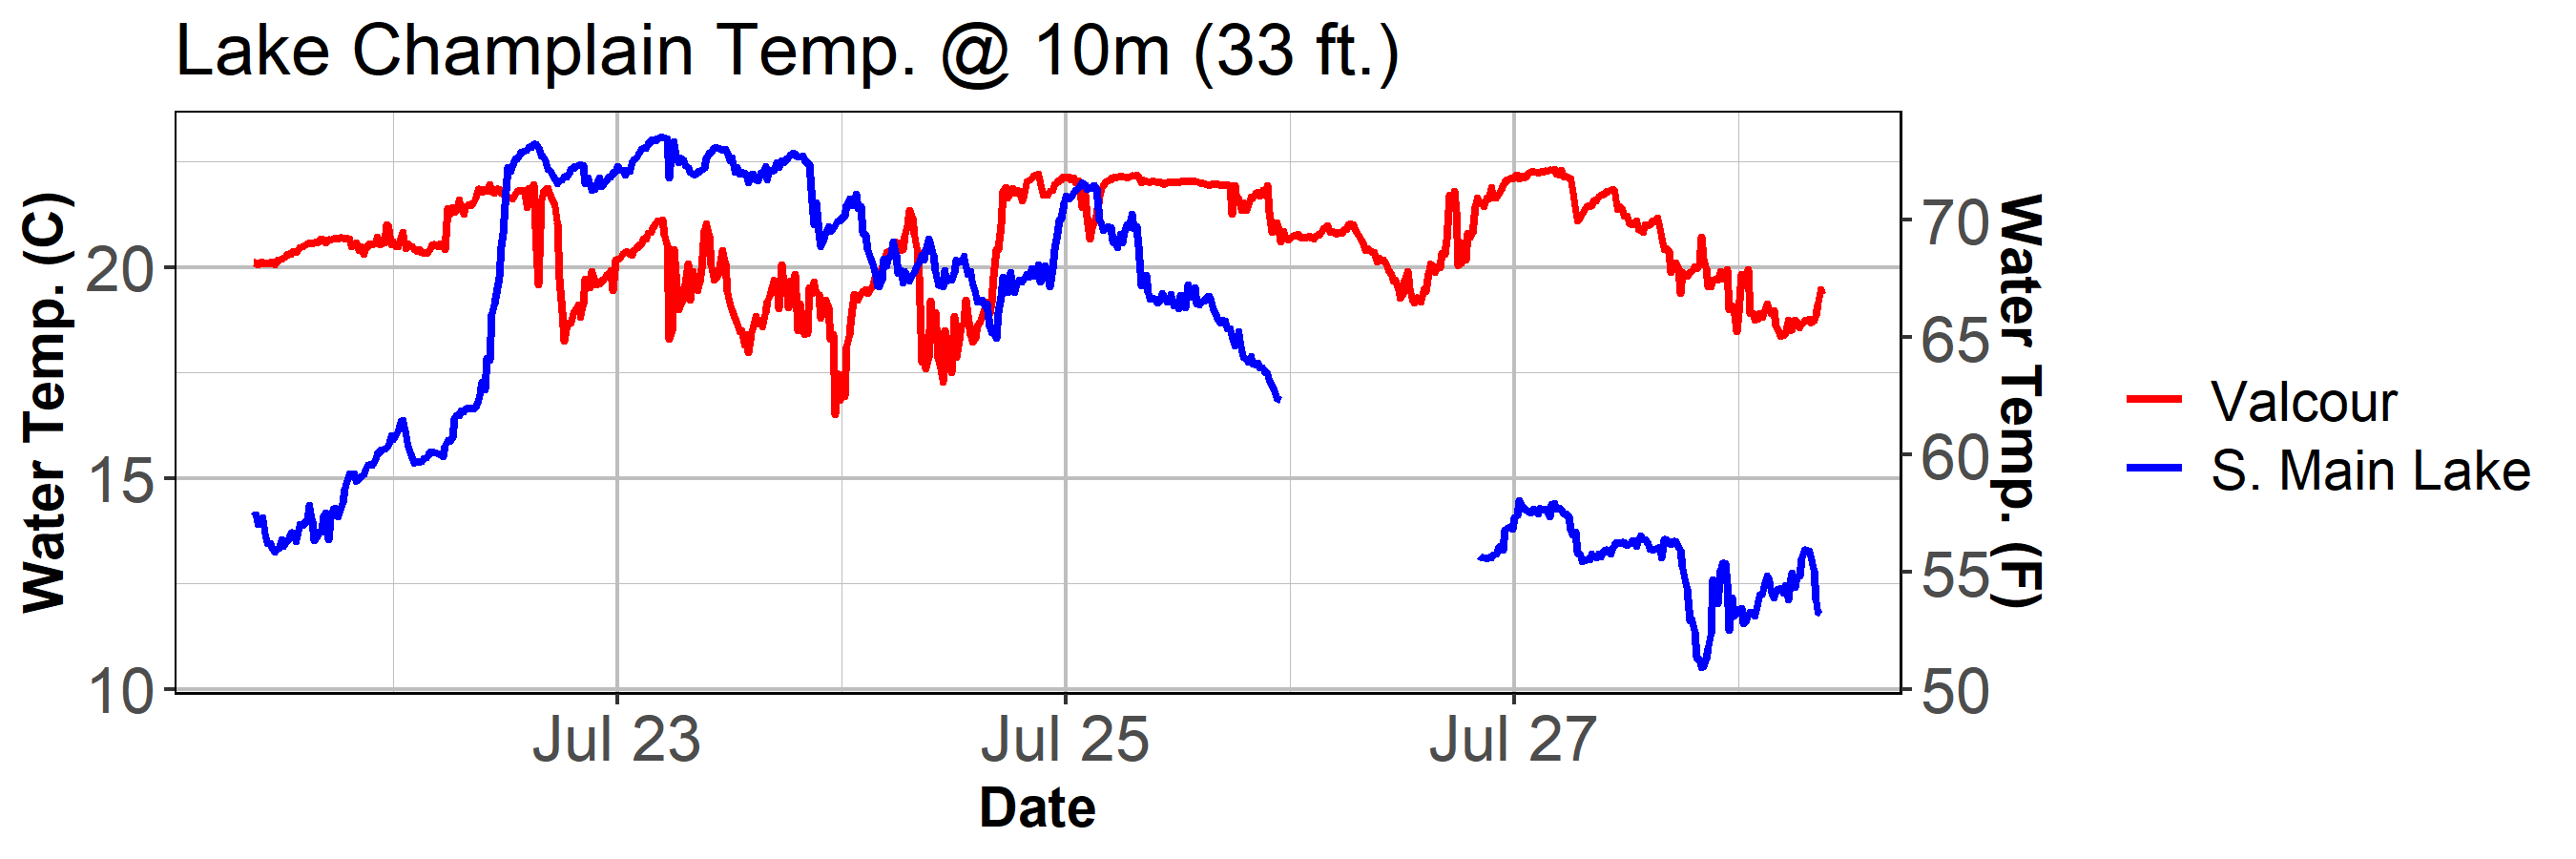 Lake Champlain Temp. @ 10m (33 ft.)
Water Temp. (C)
20
15
10
70
65
60
55
50
Water Temp. (F)
Jul 23
Jul 25
Jul 27
Date
Valcour
S. Main Lake